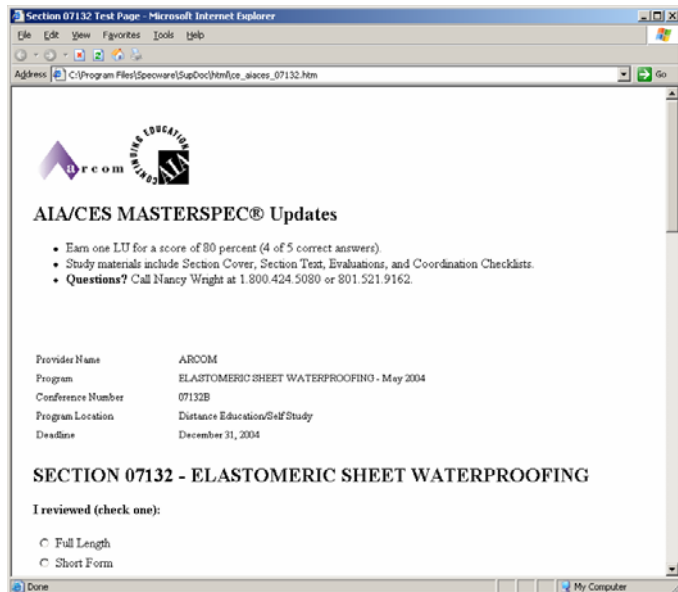 Section 07132 Test Page - Microsoft Internet Explorer
File Edit View Favorites Tools Help
Address C:\Program Files\Specware\SupDoc\html\ce_aiaces_07132.htm Go
arcom
CONTINUING EDUCATION
AIA
AIA/CES MASTERSPEC® Updates
• Earn one LU for a score of 80 percent (4 of 5 correct answers).
• Study materials include Section Cover, Section Text, Evaluations, and Coordination Checklists.
• Questions? Call Nancy Wright at 1.800.424.5080 or 801.521.9162.
Provider Name ARCOM
Program ELASTOMERIC SHEET WATERPROOFING - May 2004
Conference Number 07132B
Program Location Distance Education/Self Study
Deadline December 31, 2004
SECTION 07132 - ELASTOMERIC SHEET WATERPROOFING
I reviewed (check one):
Full Length
Short Form
Done My Computer